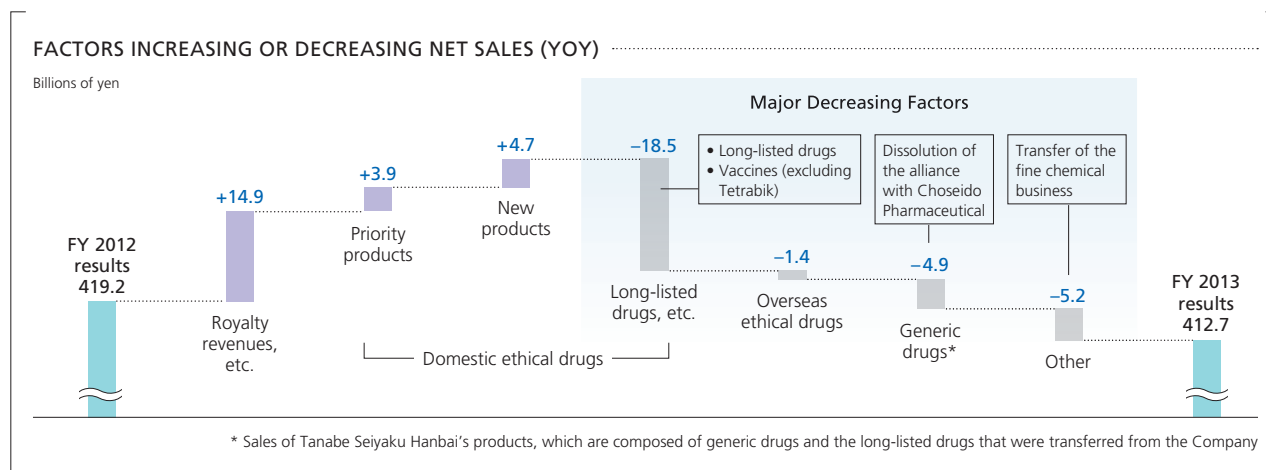 FACTORS INCREASING OR DECREASING NET SALES (YOY)
Billions of yen
Major Decreasing Factors
FY 2012
results
419.2
+14.9
Royalty
revenues,
etc.
+3.9
Priority
products
+4.7
New
products
−18.5
Long-listed
drugs, etc.
• Long-listed drugs
• Vaccines (excluding
Tetrabik)
Domestic ethical drugs
−1.4
Overseas
ethical drugs
Dissolution of
the alliance
with Choseido
Pharmaceutical
−4.9
Generic
drugs*
Transfer of the
fine chemical
business
−5.2
Other
FY 2013
results
412.7
* Sales of Tanabe Seiyaku Hanbai’s products, which are composed of generic drugs and the long-listed drugs that were transferred from the Company